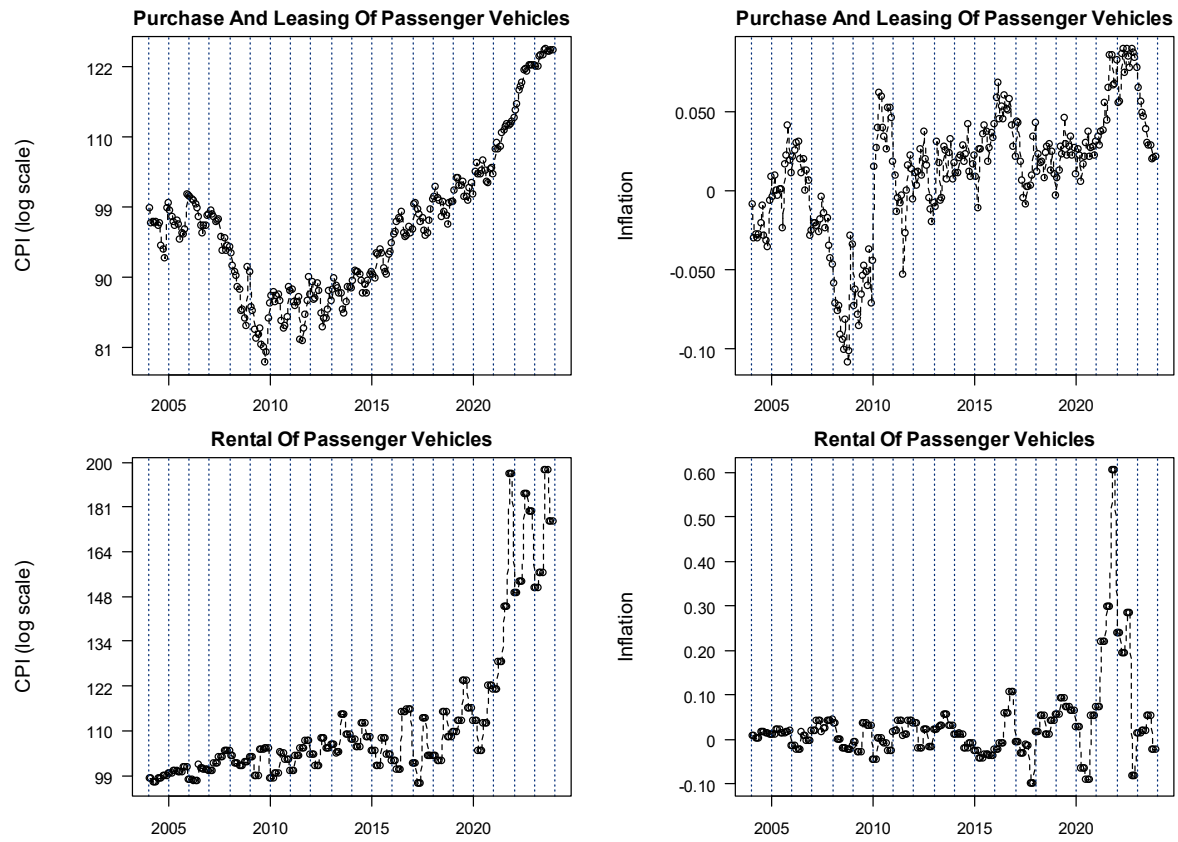 Purchase And Leasing Of Passenger Vehicles
CPI (log scale)
122
110
99
90
81
2005 2010 2015 2020
Purchase And Leasing Of Passenger Vehicles
Inflation
0.050
0
-0.050
-0.10
2005 2010 2015 2020
Rental Of Passenger Vehicles
CPI (log scale)
200
181
164
148
134
122
110
99
2005 2010 2015 2020
Rental Of Passenger Vehicles
Inflation
0.60
0.50
0.40
0.30
0.20
0.10
0
-0.10
2005 2010 2015 2020